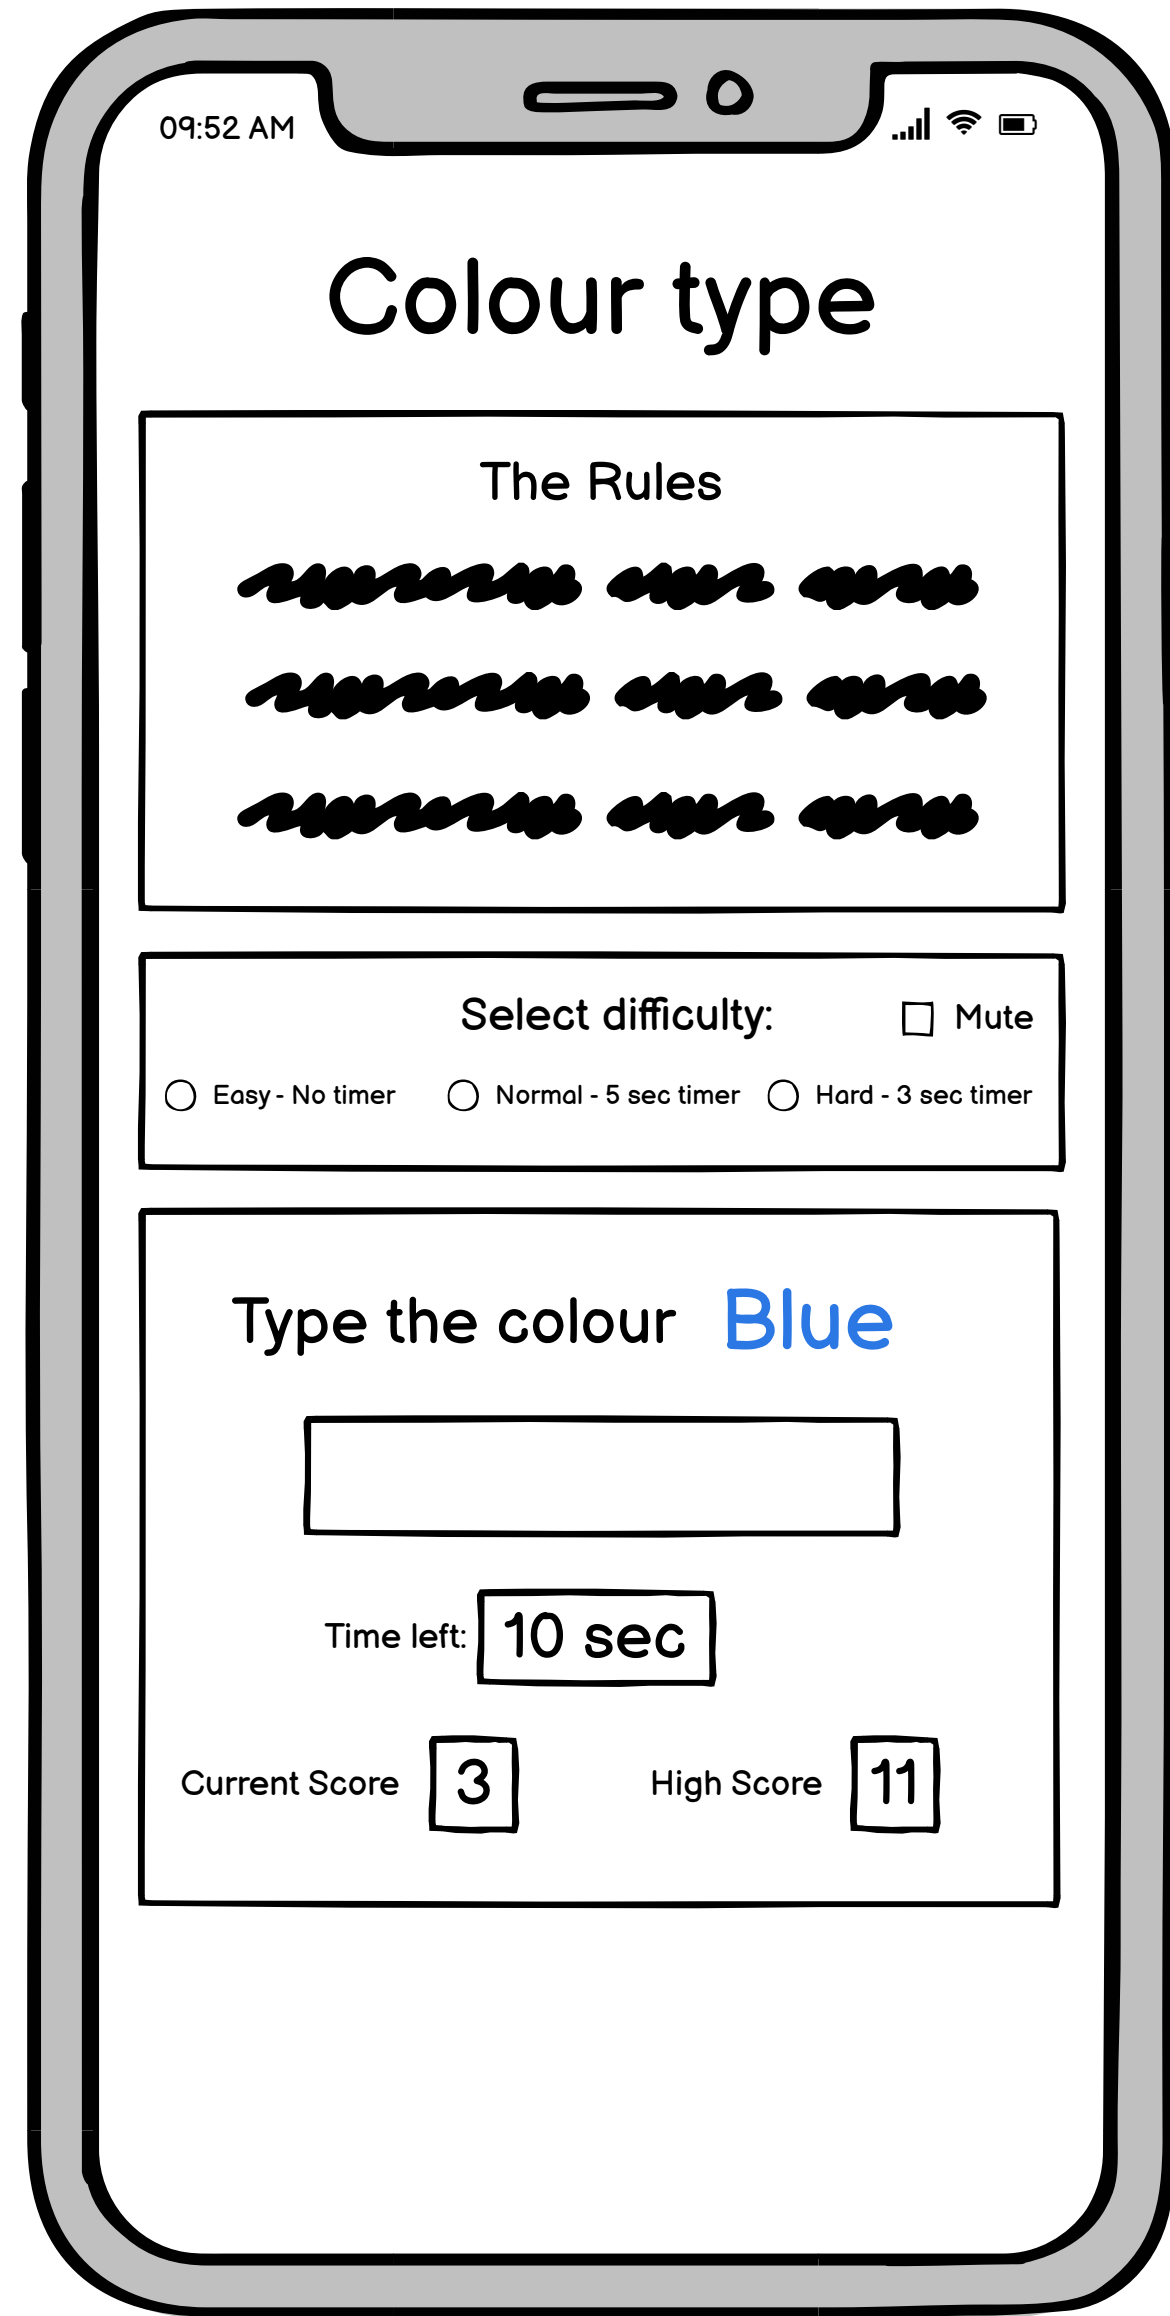 09:52 AM
Colour type
The Rules
Select difficulty:
Mute
Easy - No timer
Normal - 5 sec timer
Hard - 3 sec timer
Type the colour Blue
Time left: 10 sec
Current Score 3
High Score 11